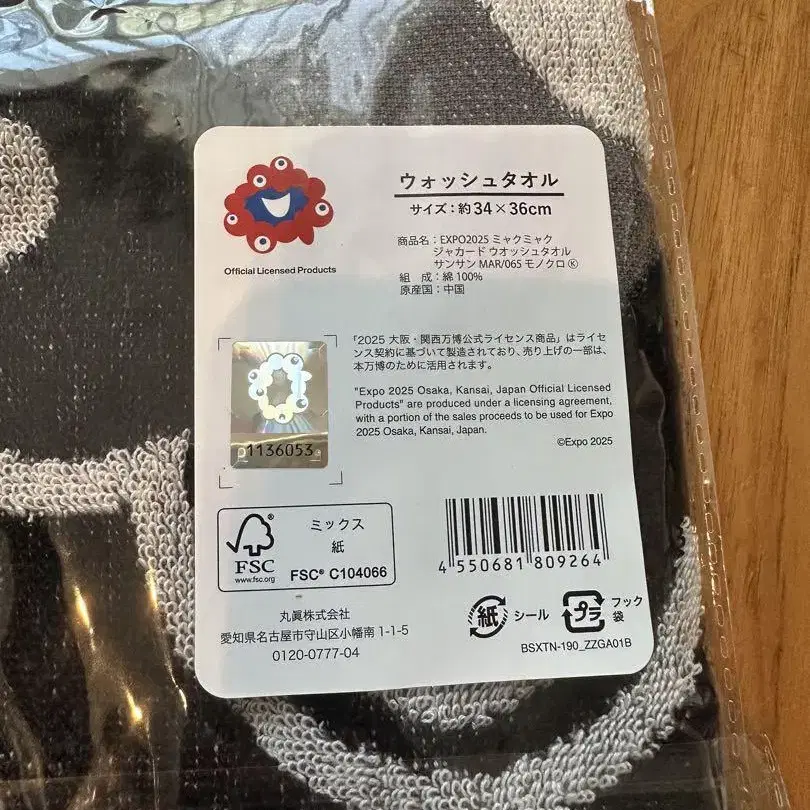 ウォッシュタオル
サイズ：約34×36cm
Official Licensed Products
商品名：EXPO2025 ミャクミャク
ジャカード ウオッシュタオル
サンサン MAR/065 モノクロ Ⓚ
組　成：綿 100%
原産国：中国
「2025 大阪・関西万博公式ライセンス商品」はライセ
ンス契約に基づいて製造されており、売り上げの一部は、
本万博のために活用されます。
"Expo 2025 Osaka, Kansai, Japan Official Licensed
Products" are produced under a licensing agreement,
with a portion of the sales proceeds to be used for Expo
2025 Osaka, Kansai, Japan.
©Expo 2025
01136053
FSC
www.fsc.org
ミックス
紙
FSC® C104066
4 550681 809264
丸眞株式会社
愛知県名古屋市守山区小幡南 1-1-5
0120-0777-04
紙 シール
プラ フック
袋
BSXTN-190_ZZGA01B